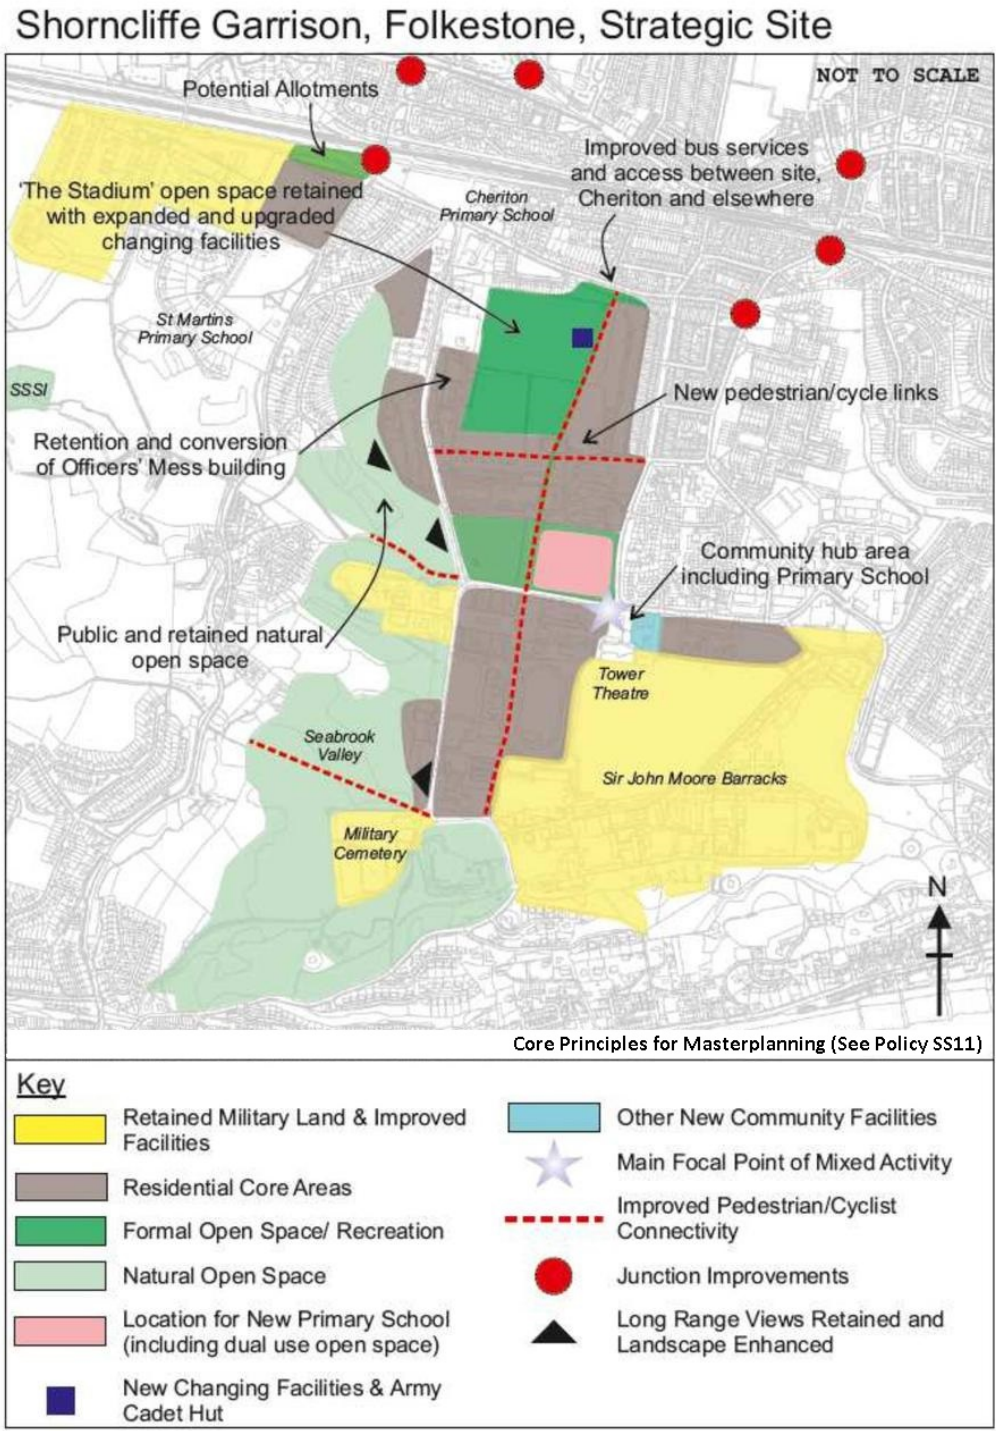 Shorncliffe Garrison, Folkestone, Strategic Site
NOT TO SCALE
Potential Allotments
Improved bus services
and access between site,
Cheriton and elsewhere
'The Stadium' open space retained
with expanded and upgraded
changing facilities
Cheriton
Primary School
St Martins
Primary School
SSSI
New pedestrian/cycle links
Retention and conversion
of Officers' Mess building
Community hub area
including Primary School
Public and retained natural
open space
Tower
Theatre
Seabrook
Valley
Sir John Moore Barracks
Military
Cemetery
N
Core Principles for Masterplanning (See Policy SS11)
Key
Retained Military Land & Improved
Facilities
Residential Core Areas
Formal Open Space/ Recreation
Natural Open Space
Location for New Primary School
(including dual use open space)
New Changing Facilities & Army
Cadet Hut
Other New Community Facilities
Main Focal Point of Mixed Activity
Improved Pedestrian/Cyclist
Connectivity
Junction Improvements
Long Range Views Retained and
Landscape Enhanced